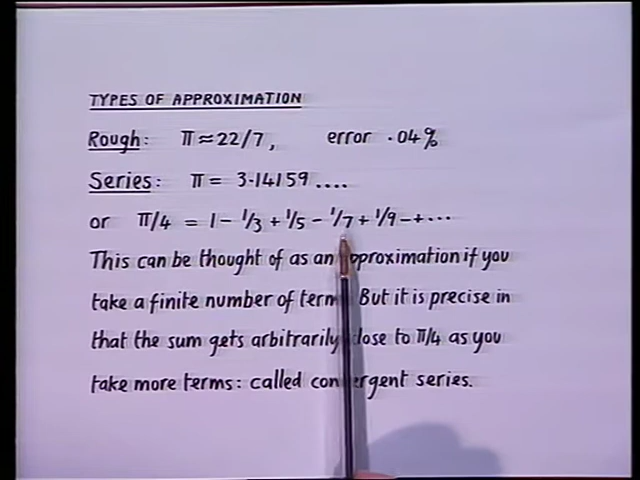 TYPES OF APPROXIMATION
Rough: π≈22/7, error ·04%
Series: π = 3·14159 ....
or π/4 = 1 - 1/3 + 1/5 - 1/7 + 1/9 - + ···
This can be thought of as an approximation if you
take a finite number of terms. But it is precise in
that the sum gets arbitrarily close to π/4 as you
take more terms: called convergent series.